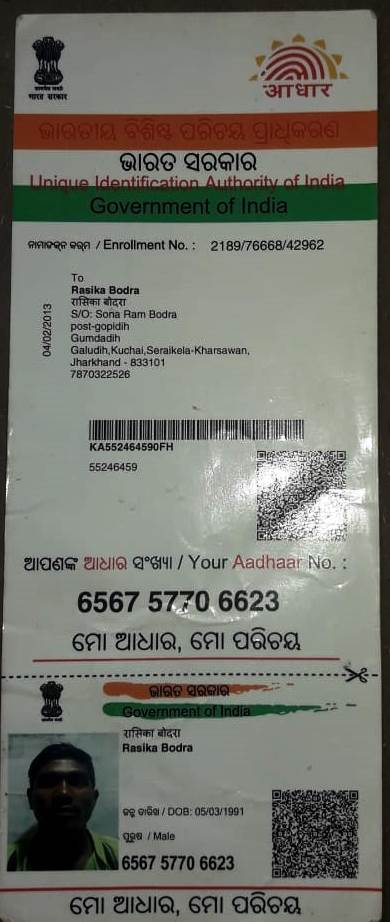 भारत सरकार
आधार
ଭାରତୀୟ ବିଶିଷ୍ଟ ପରିଚୟ ପ୍ରାଧିକରଣ
ଭାରତ ସରକାର
Unique Identification Authority of India
Government of India
ନାମାଙ୍କନ କ୍ରମ / Enrollment No. : 2189/76668/42962
04/02/2013
To
Rasika Bodra
रासिका बोदरा
S/O: Sona Ram Bodra
post-gopidih
Gumdadih
Galudih,Kuchai,Seraikela-Kharsawan,
Jharkhand - 833101
7870322526
KA552464590FH
55246459
ଆପଣଙ୍କ ଆଧାର ସଂଖ୍ୟା / Your Aadhaar No. :
6567 5770 6623
ମୋ ଆଧାର, ମୋ ପରିଚୟ
ଭାରତ ସରକାର
Government of India
रासिका बोदरा
Rasika Bodra
ଜନ୍ମ ତାରିଖ / DOB: 05/03/1991
ପୁରୁଷ / Male
6567 5770 6623
ମୋ ଆଧାର, ମୋ ପରିଚୟ